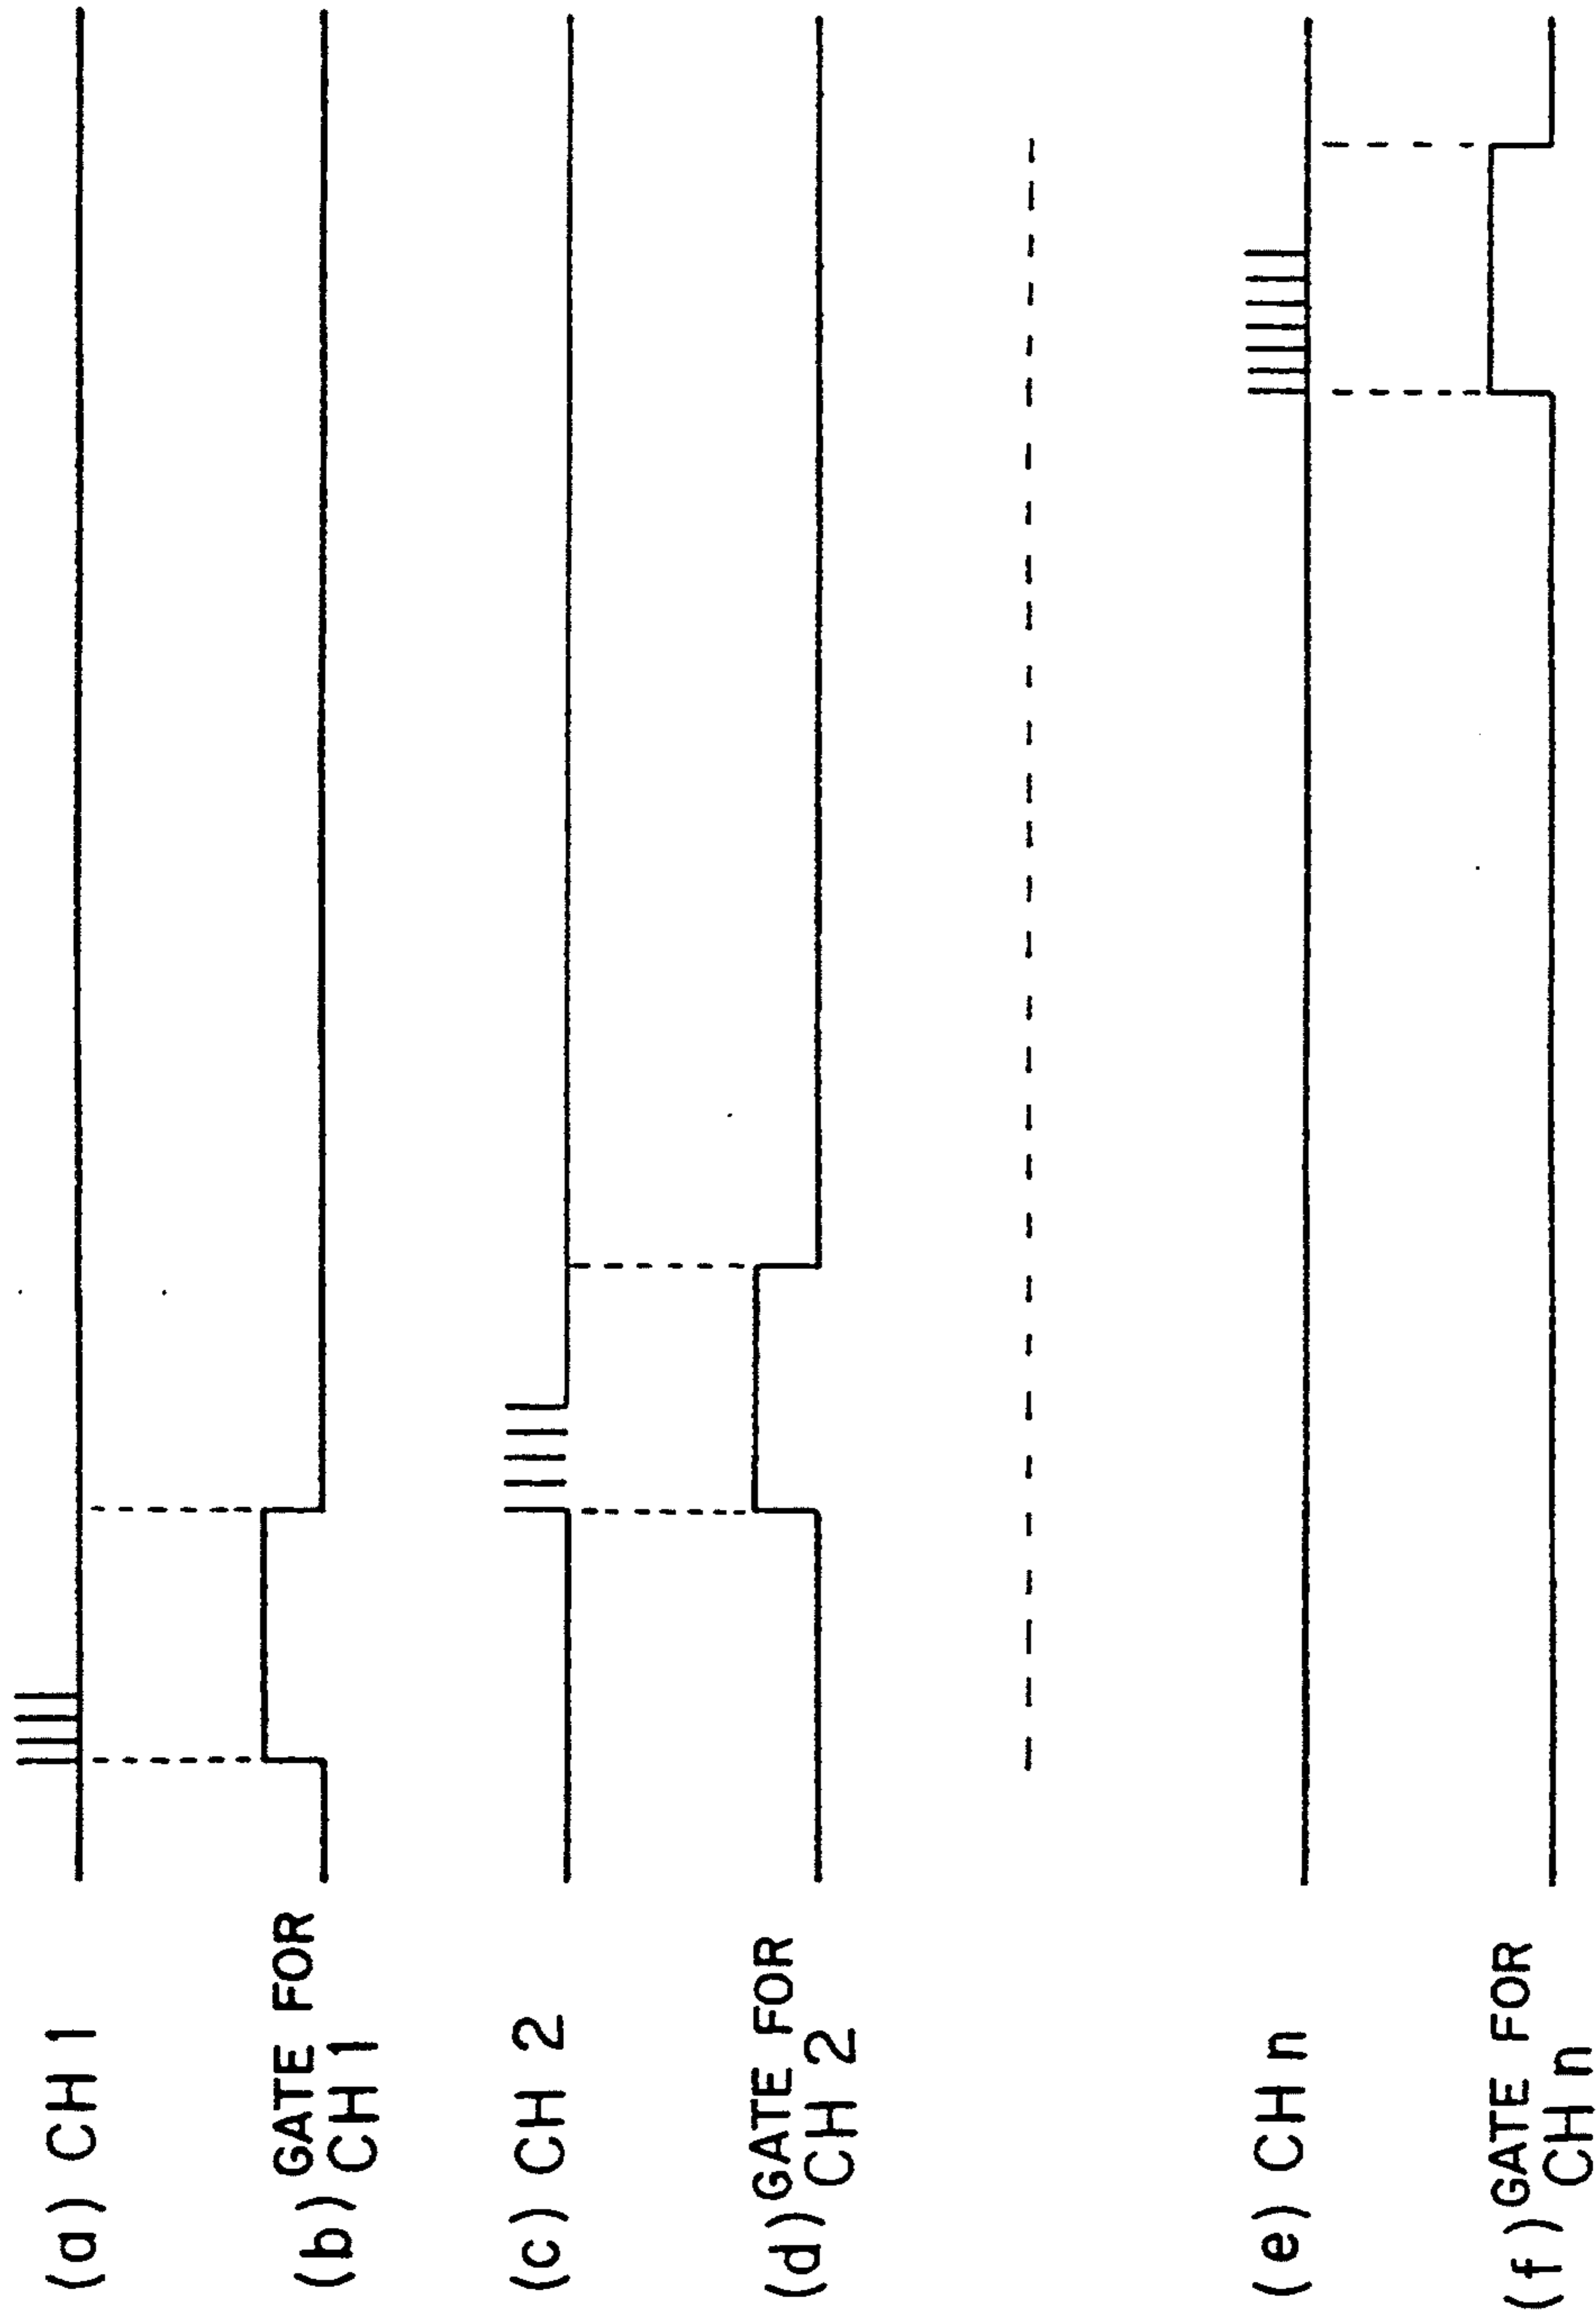 (a) CH 1
(b) GATE FOR
CH 1
(c) CH 2
(d) GATE FOR
CH 2
(e) CH n
(f) GATE FOR
CH n